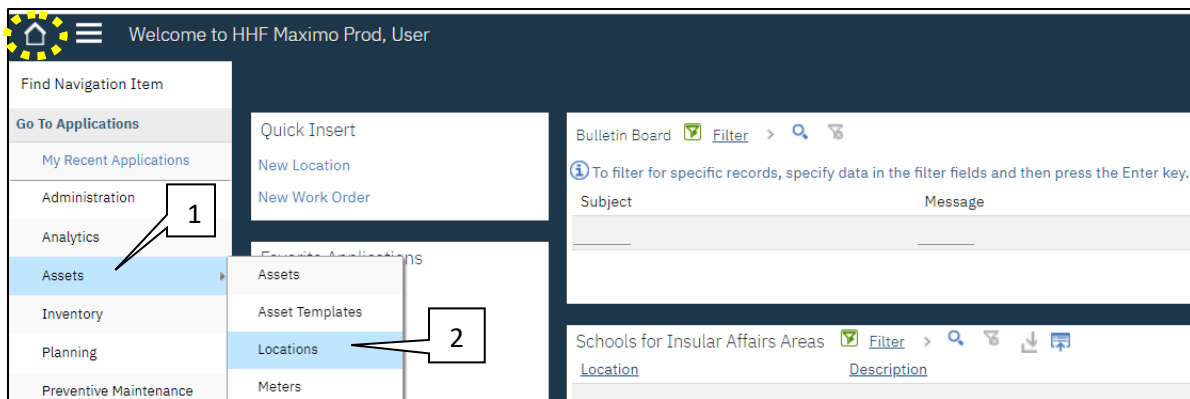 Welcome to HHF Maximo Prod, User
Find Navigation Item
Go To Applications
My Recent Applications
Administration
1
Analytics
Assets
Inventory
Planning
Preventive Maintenance
Quick Insert
New Location
New Work Order
Favorite Applications
Assets
Asset Templates
Locations
2
Meters
Bulletin Board Filter >
To filter for specific records, specify data in the filter fields and then press the Enter key.
Subject Message
Schools for Insular Affairs Areas Filter >
Location Description